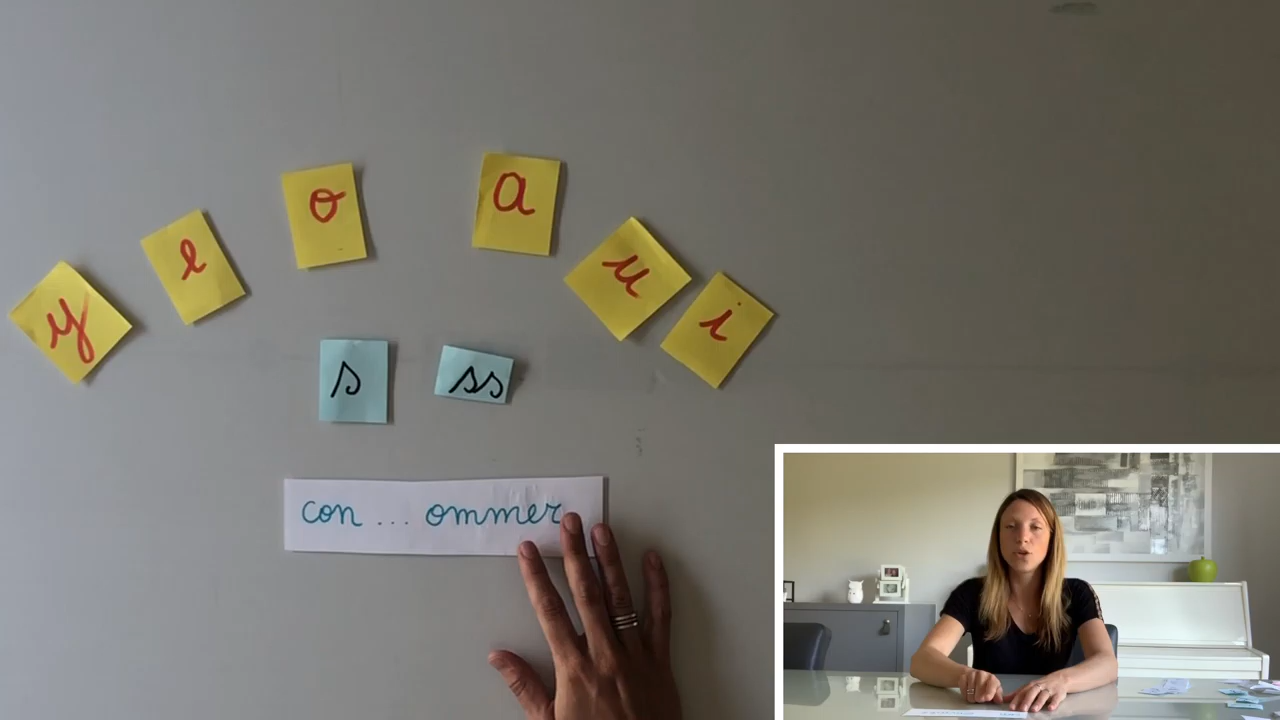 y e o a u i
s ss
con ... ommer